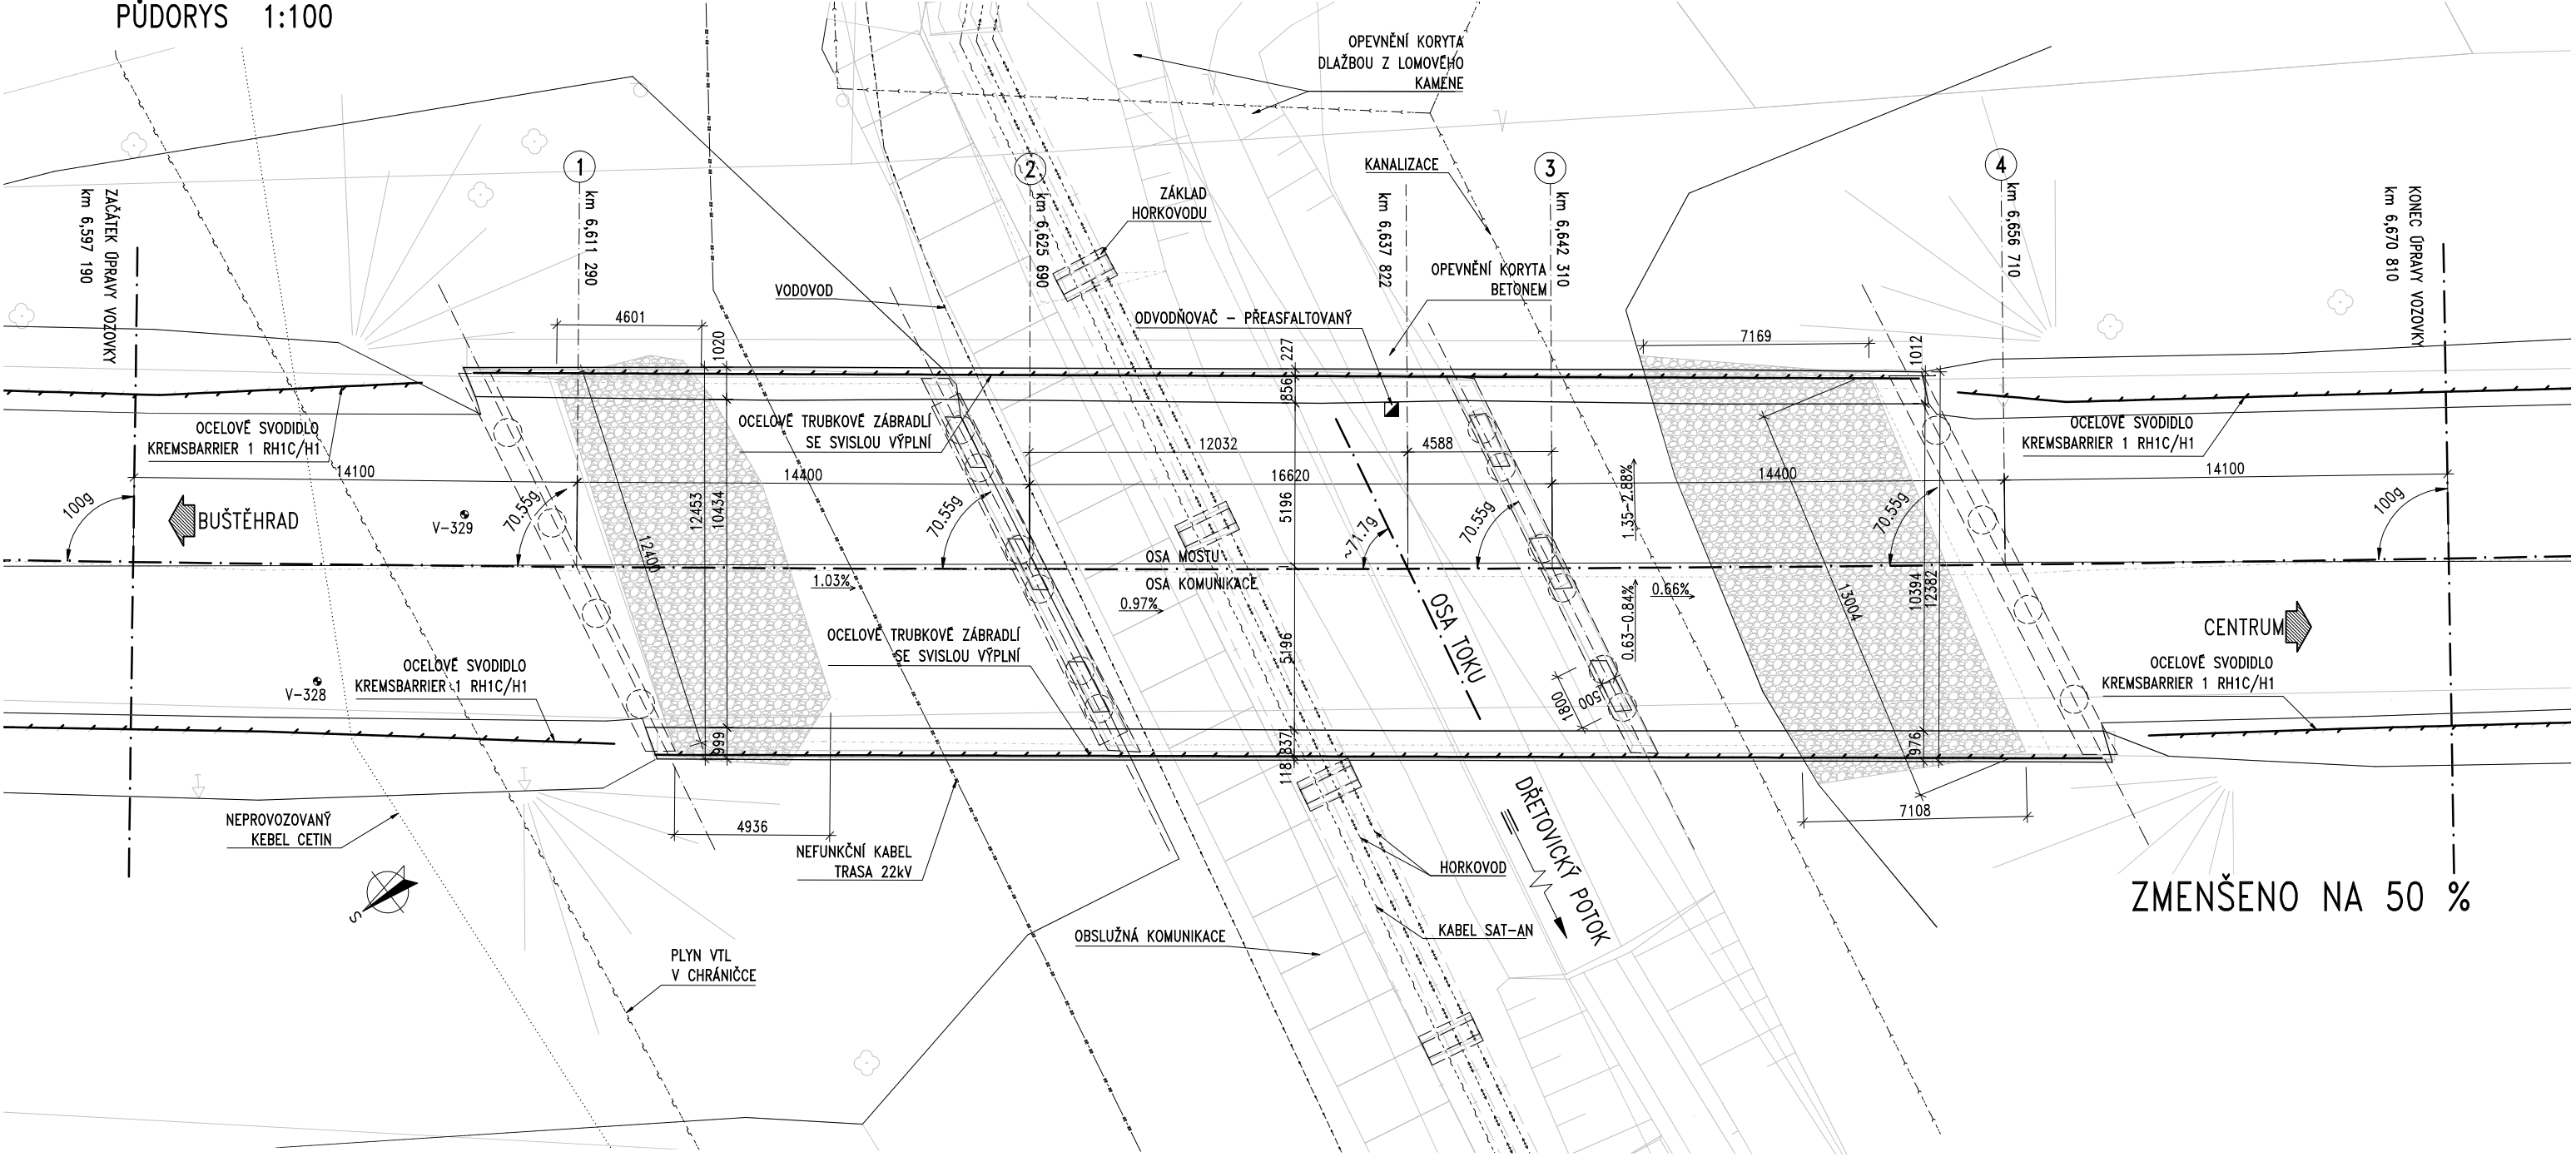 PŮDORYS 1:100
OPEVNĚNÍ KORYTA
DLAŽBOU Z LOMOVÉHO
KAMENE
1
2
3
4
ZAČÁTEK ÚPRAVY VOZOVKY
km 6,597 190
km 6,611 290
km 6,625 690
km 6,637 822
km 6,642 310
km 6,656 710
KONEC ÚPRAVY VOZOVKY
km 6,670 810
KANALIZACE
ZÁKLAD
HORKOVODU
VODOVOD
OPEVNĚNÍ KORYTA
BETONEM
ODVODŇOVAČ – PŘEASFALTOVANÝ
4601
1020
227
856
7169
1012
OCELOVÉ SVODIDLO
KREMSBARRIER 1 RH1C/H1
OCELOVÉ TRUBKOVÉ ZÁBRADLÍ
SE SVISLOU VÝPLNÍ
OCELOVÉ SVODIDLO
KREMSBARRIER 1 RH1C/H1
12032
4588
14100
14400
16620
14400
14100
100g
BUŠTĚHRAD
V-329
70.55g
12453
10434
12400
70.55g
5196
~71.7g
70.55g
1.35-2.88%
70.55g
100g
OSA MOSTU
OSA KOMUNIKACE
1.03%
0.97%
0.66%
0.63-0.84%
OSA TOKU
13004
10394
12382
CENTRUM
OCELOVÉ TRUBKOVÉ ZÁBRADLÍ
SE SVISLOU VÝPLNÍ
5196
OCELOVÉ SVODIDLO
KREMSBARRIER 1 RH1C/H1
V-328
OCELOVÉ SVODIDLO
KREMSBARRIER 1 RH1C/H1
1800
500
999
837
118
976
4936
7108
NEPROVOZOVANÝ
KEBEL CETIN
NEFUNKČNÍ KABEL
TRASA 22kV
S
DŘETOVICKÝ POTOK
HORKOVOD
KABEL SAT-AN
OBSLUŽNÁ KOMUNIKACE
PLYN VTL
V CHRÁNIČCE
ZMENŠENO NA 50 %